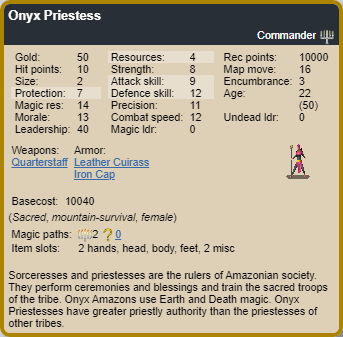 Onyx Priestess
Commander
Gold: 50 Resources: 4 Rec points: 10000
Hit points: 10 Strength: 8 Map move: 16
Size: 2 Attack skill: 9 Encumbrance: 3
Protection: 7 Defence skill: 12 Age: 22
Magic res: 14 Precision: 11 (50)
Morale: 13 Combat speed: 12 Undead ldr: 0
Leadership: 40 Magic ldr: 0
Weapons: Armor:
Quarterstaff Leather Cuirass
Iron Cap
Basecost: 10040
(Sacred, mountain-survival, female)
Magic paths: 2 ? 0
Item slots: 2 hands, head, body, feet, 2 misc
Sorceresses and priestesses are the rulers of Amazonian society.
They perform ceremonies and blessings and train the sacred troops
of the tribe. Onyx Amazons use Earth and Death magic. Onyx
Priestesses have greater priestly authority than the priestesses of
other tribes.